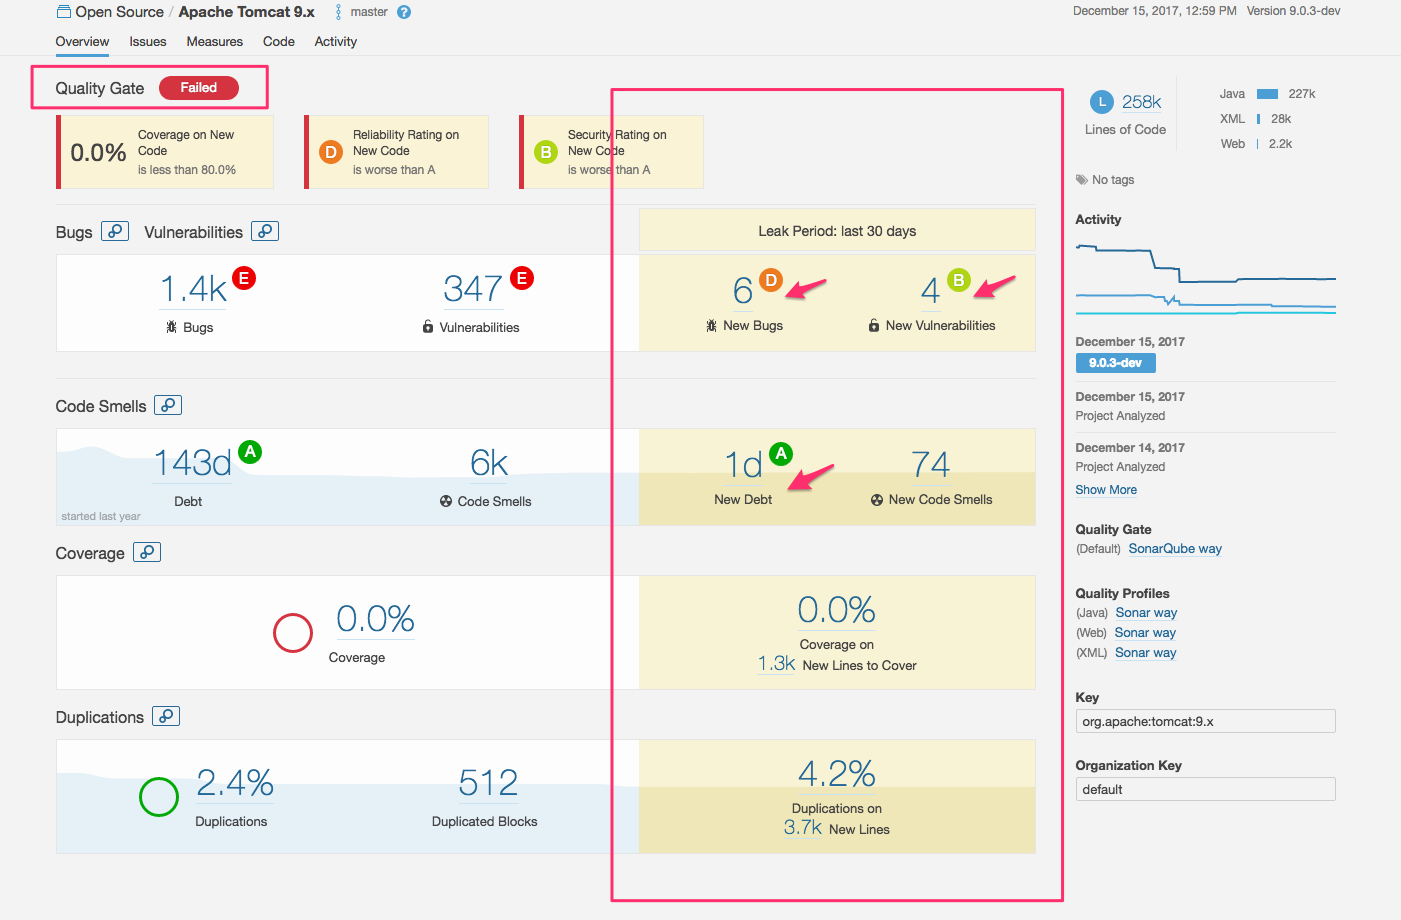 Open Source / Apache Tomcat 9.x master ?
December 15, 2017, 12:59 PM Version 9.0.3-dev
Overview Issues Measures Code Activity
Quality Gate Failed
0.0% Coverage on New Code
is less than 80.0%
D Reliability Rating on New Code
is worse than A
B Security Rating on New Code
is worse than A
Bugs Vulnerabilities
Leak Period: last 30 days
1.4k E
Bugs
347 E
Vulnerabilities
6 D
New Bugs
4 B
New Vulnerabilities
Code Smells
143d A
Debt
started last year
6k
Code Smells
1d A
New Debt
74
New Code Smells
Coverage
0.0%
Coverage
0.0%
Coverage on
1.3k New Lines to Cover
Duplications
2.4%
Duplications
512
Duplicated Blocks
4.2%
Duplications on
3.7k New Lines
L 258k
Lines of Code
Java 227k
XML 28k
Web 2.2k
No tags
Activity
December 15, 2017
9.0.3-dev
December 15, 2017
Project Analyzed
December 14, 2017
Project Analyzed
Show More
Quality Gate
(Default) SonarQube way
Quality Profiles
(Java) Sonar way
(Web) Sonar way
(XML) Sonar way
Key
org.apache:tomcat:9.x
Organization Key
default